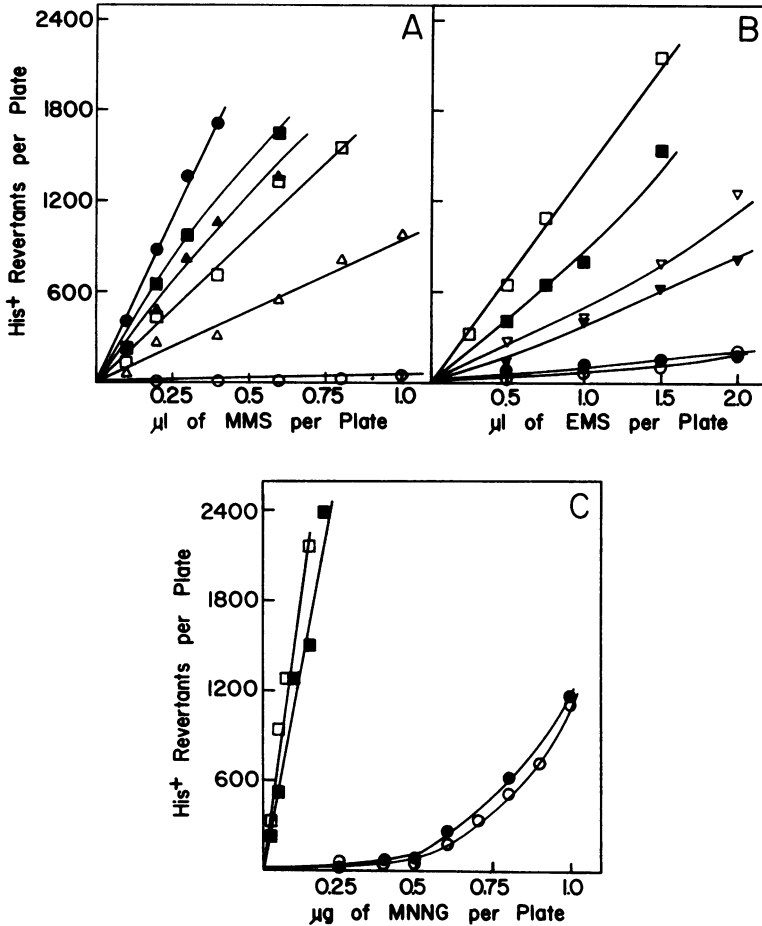 A
His+ Revertants per Plate
2400
1800
1200
600
0.25 0.5 0.75 1.0
µl of MMS per Plate
B
0.5 1.0 1.5 2.0
µl of EMS per Plate
C
His+ Revertants per Plate
2400
1800
1200
600
0.25 0.5 0.75 1.0
µg of MNNG per Plate